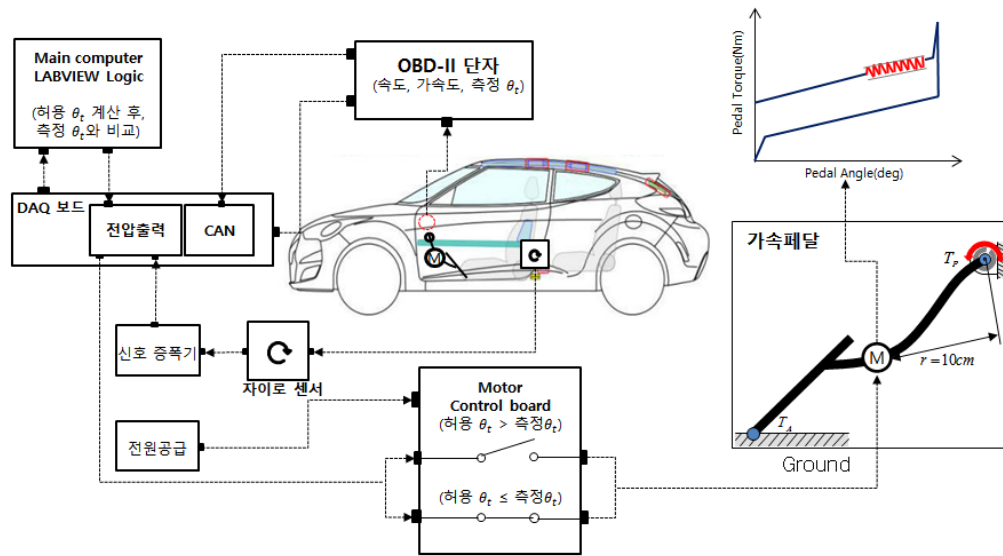 Main computer
LABVIEW Logic
(허용 θt 계산 후,
측정 θt와 비교)
OBD-II 단자
(속도, 가속도, 측정 θt)
Pedal Torque(Nm)
Pedal Angle(deg)
DAQ 보드
전압출력
CAN
M
가속페달
TP
M
r = 10cm
TA
Ground
신호 증폭기
자이로 센서
전원공급
Motor
Control board
(허용 θt > 측정θt)
(허용 θt ≤ 측정θt)